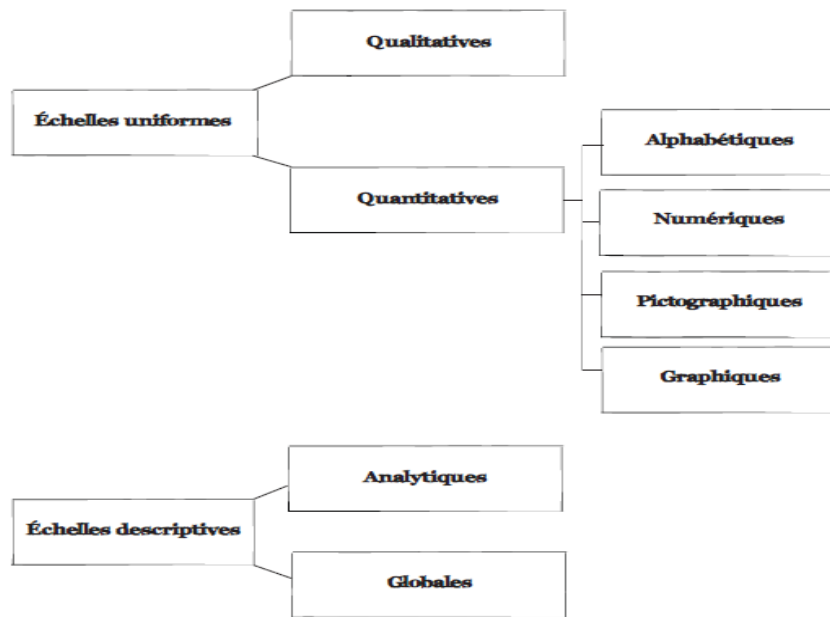 Qualitatives
Échelles uniformes
Alphabétiques
Quantitatives
Numériques
Pictographiques
Graphiques
Analytiques
Échelles descriptives
Globales